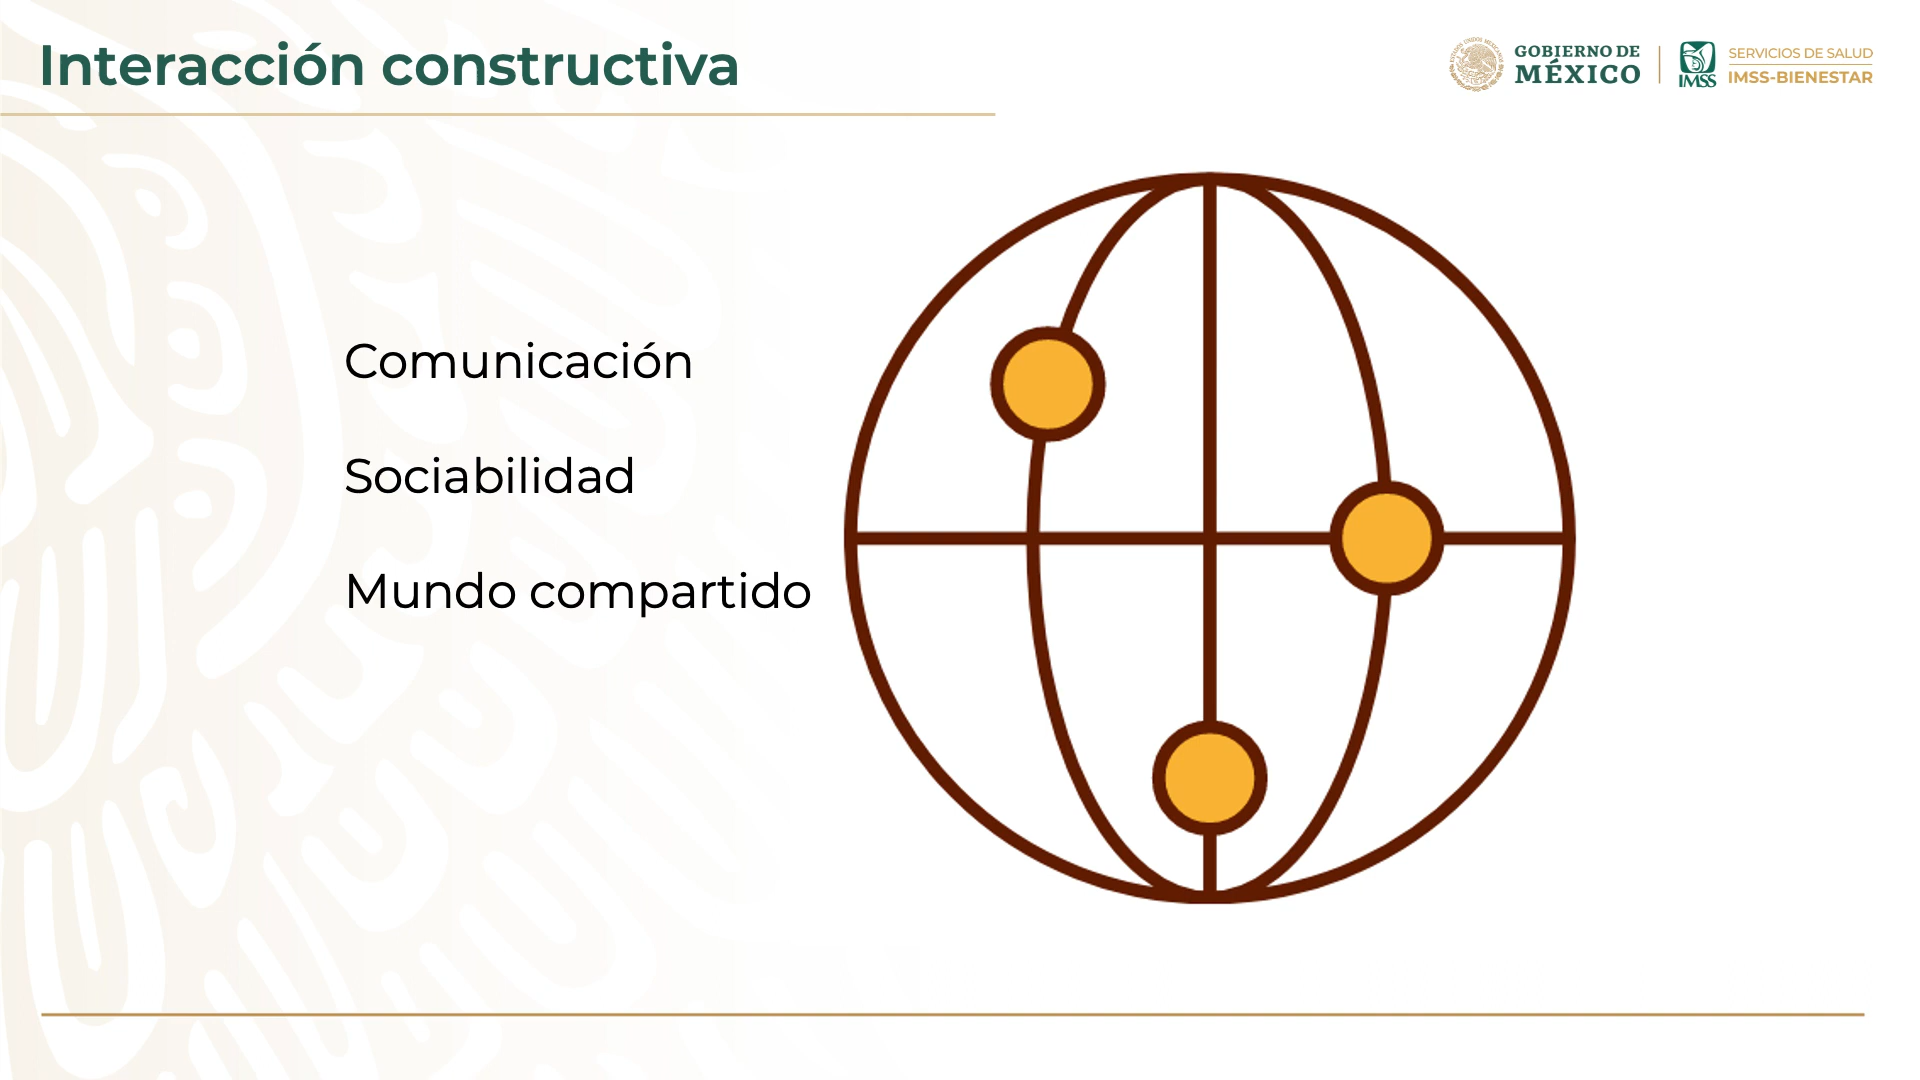 Interacción constructiva
GOBIERNO DE
MÉXICO
IMSS
SERVICIOS DE SALUD
IMSS-BIENESTAR
Comunicación
Sociabilidad
Mundo compartido